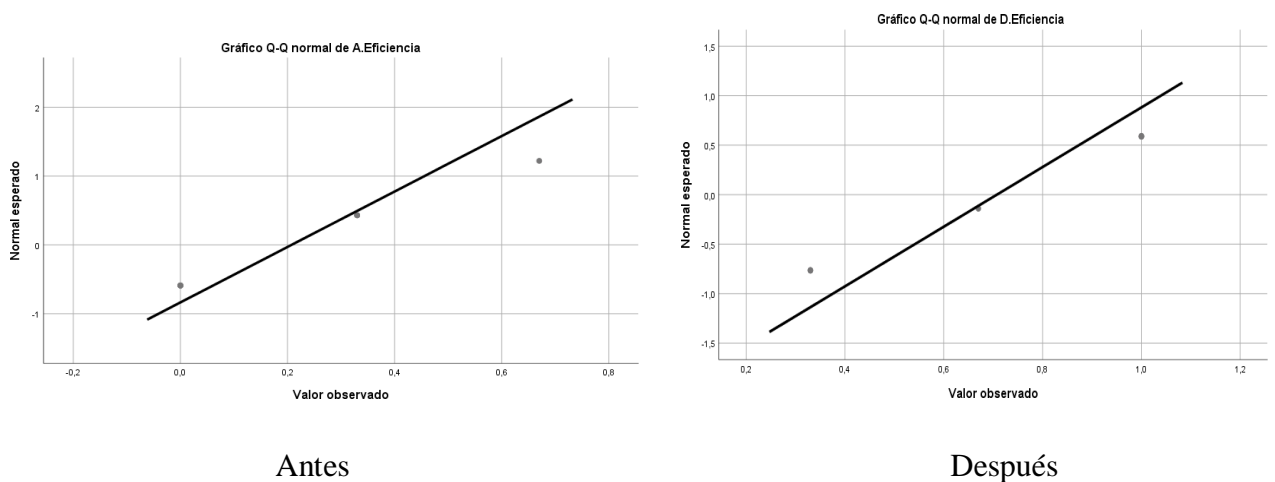 Gráfico Q-Q normal de A.Eficiencia
Normal esperado
2
1
0
-1
-0,2 0,0 0,2 0,4 0,6 0,8
Valor observado
Antes
Gráfico Q-Q normal de D.Eficiencia
Normal esperado
1,5
1,0
0,5
0,0
-0,5
-1,0
-1,5
0,2 0,4 0,6 0,8 1,0 1,2
Valor observado
Después